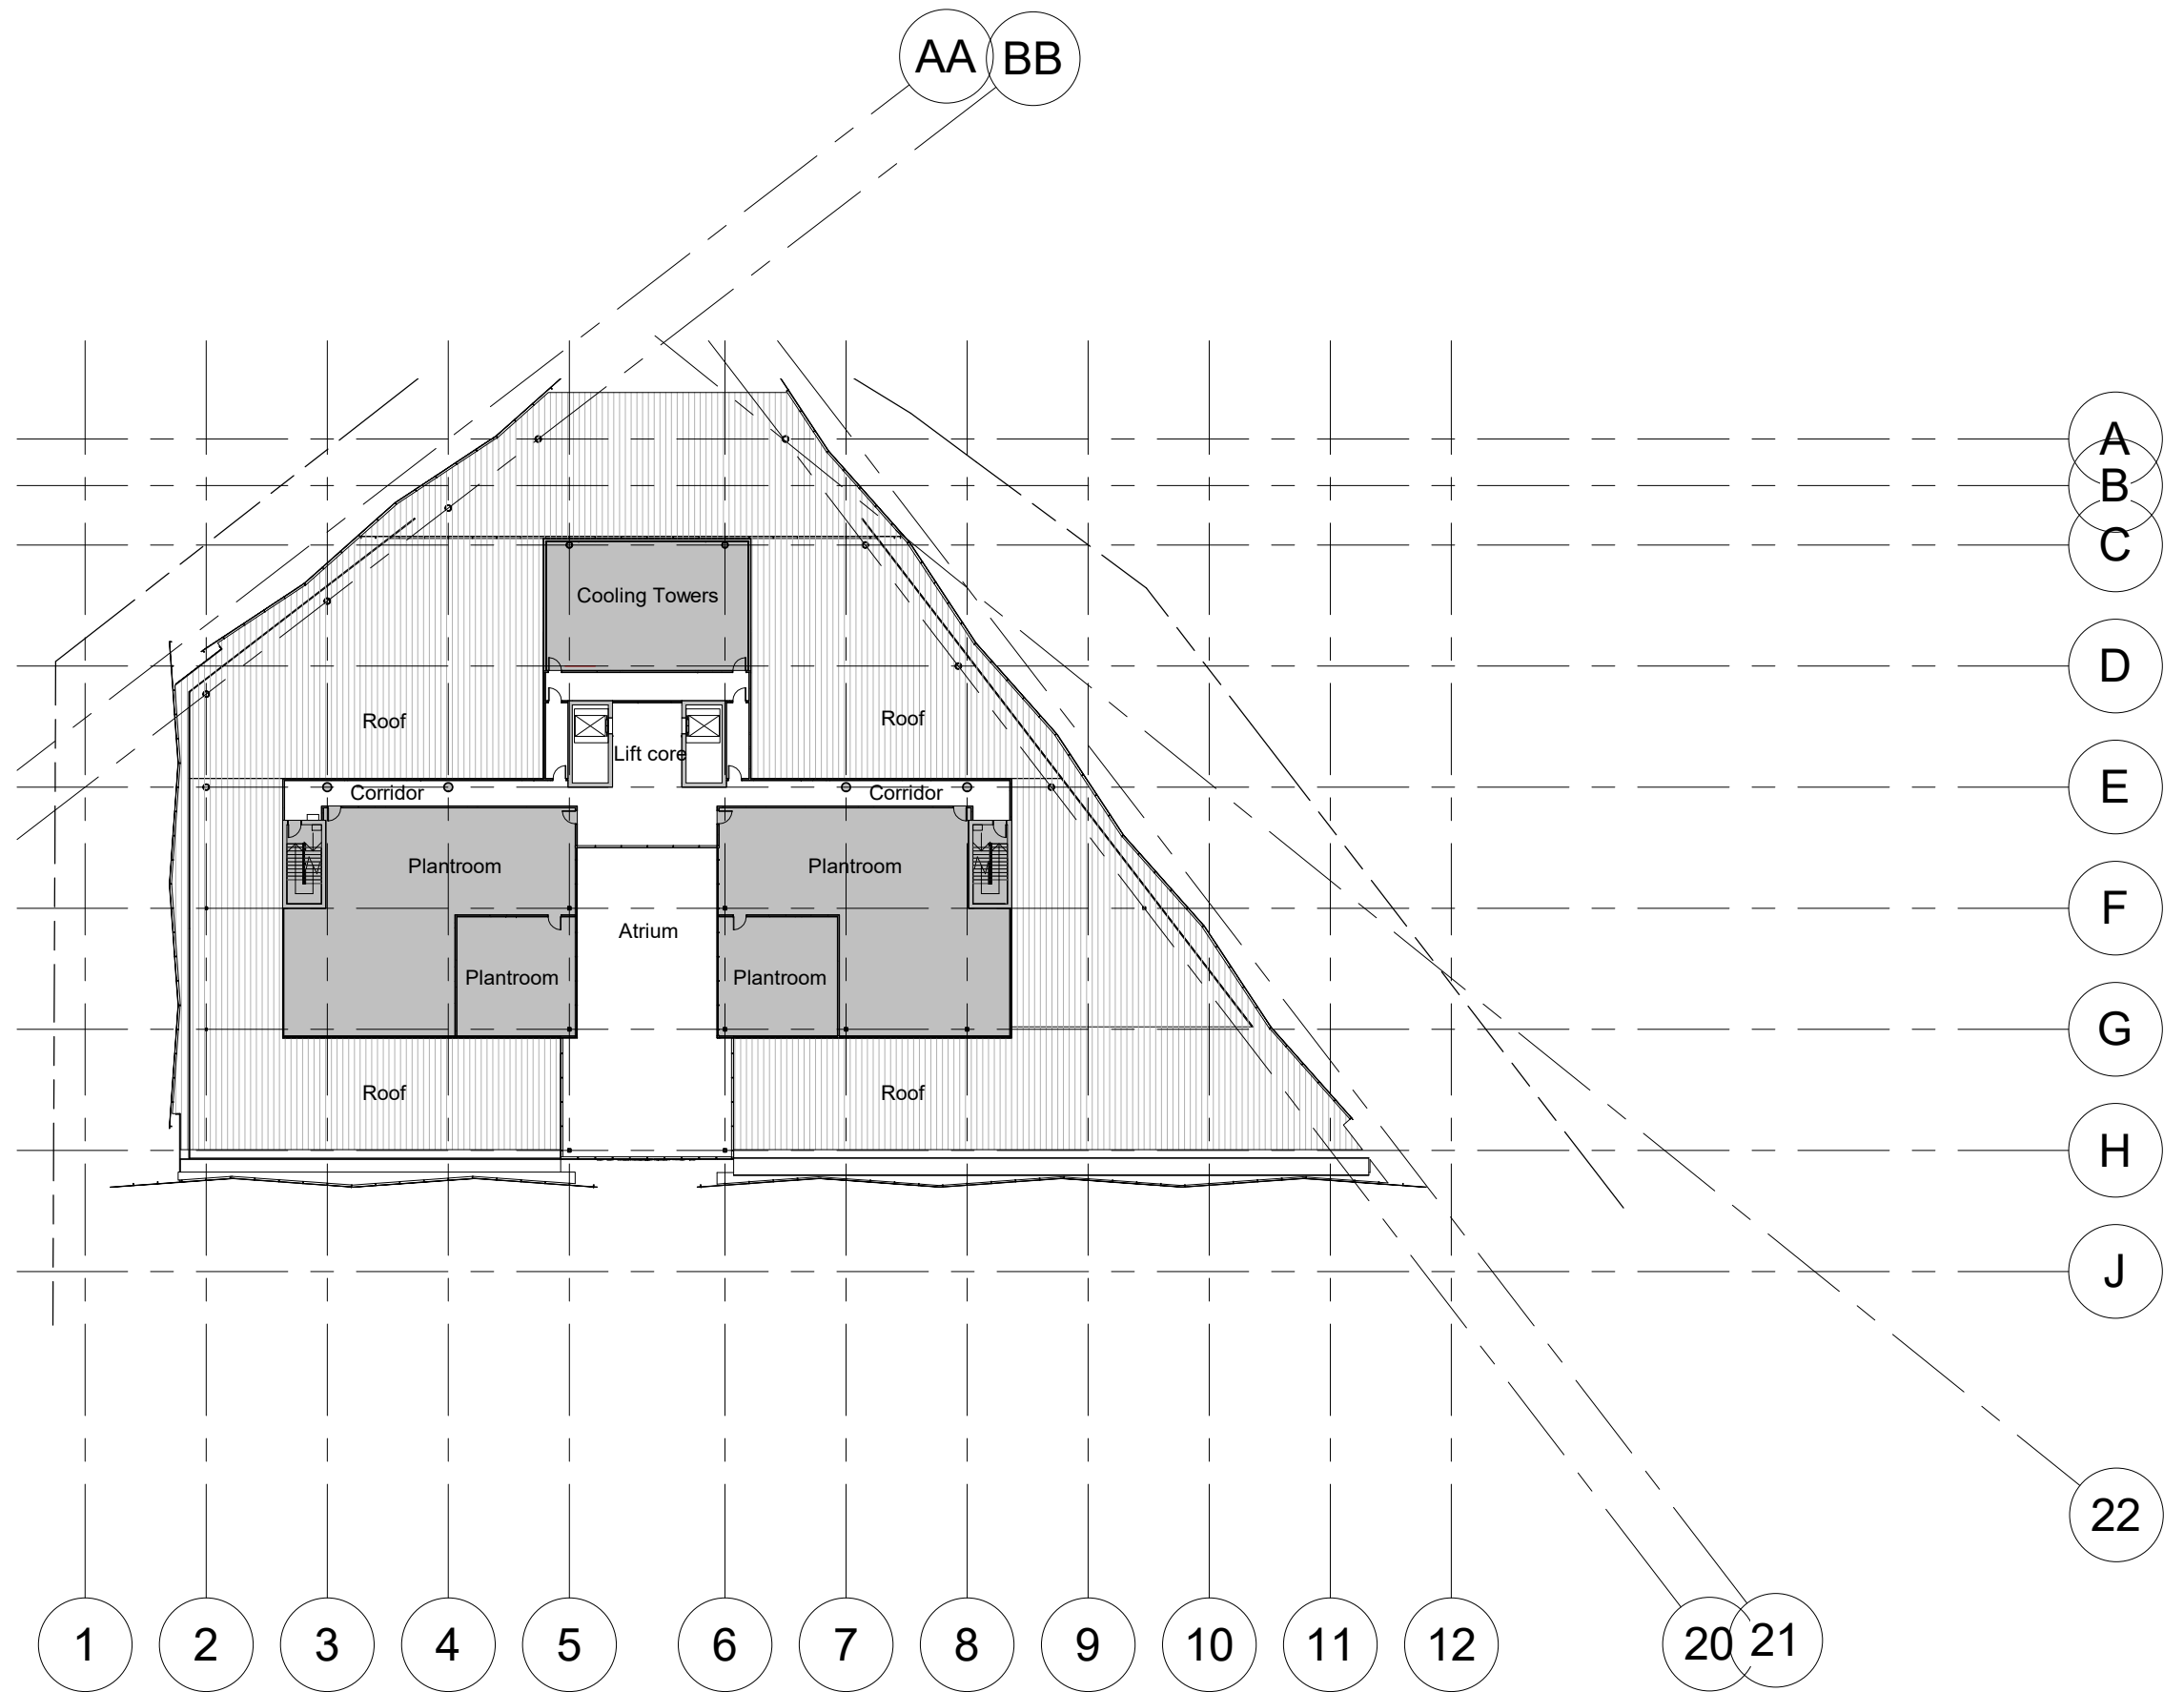 AA
BB
A
B
C
Cooling Towers
D
Roof
Roof
Lift core
E
Corridor
Corridor
Plantroom
Plantroom
F
Atrium
Plantroom
Plantroom
G
Roof
Roof
H
J
22
1
2
3
4
5
6
7
8
9
10
11
12
20
21